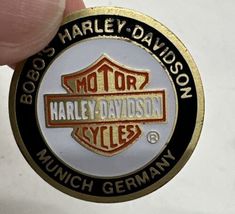 BOBO'S HARLEY-DAVIDSON
MOTOR
HARLEY-DAVIDSON
CYCLES
®
MUNICH GERMANY